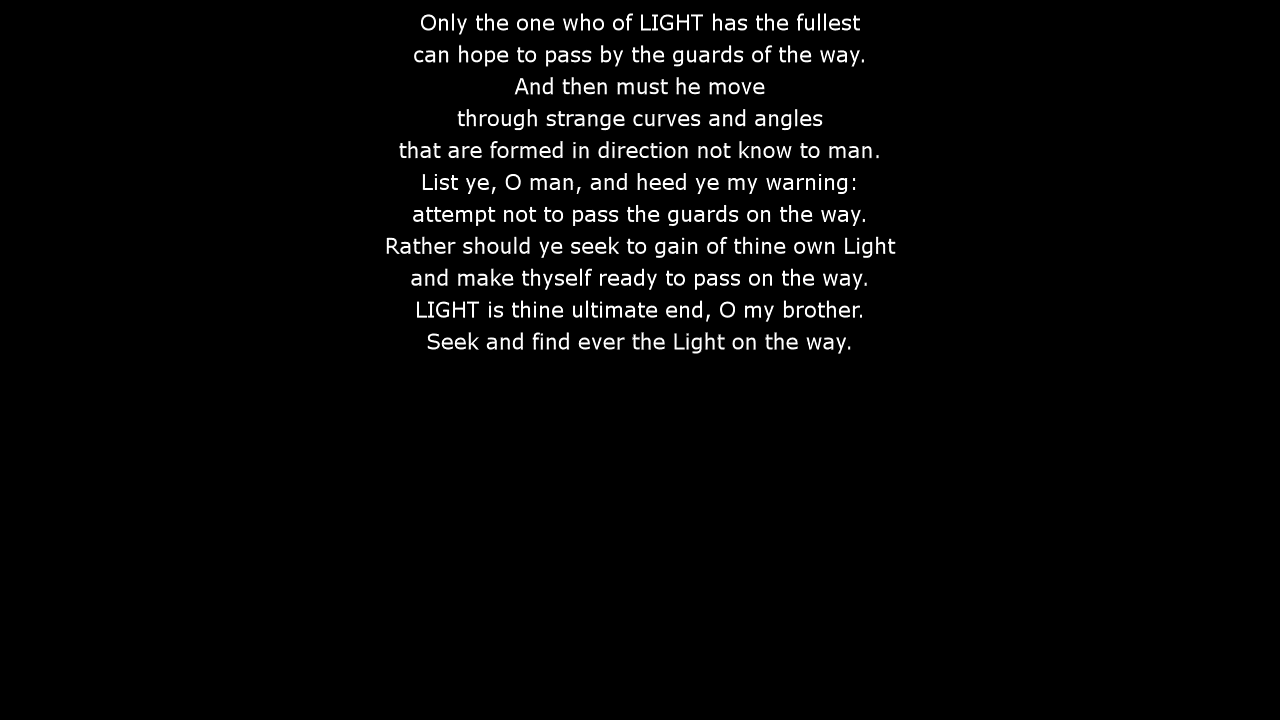 Only the one who of LIGHT has the fullest
can hope to pass by the guards of the way.
And then must he move
through strange curves and angles
that are formed in direction not know to man.
List ye, O man, and heed ye my warning:
attempt not to pass the guards on the way.
Rather should ye seek to gain of thine own Light
and make thyself ready to pass on the way.
LIGHT is thine ultimate end, O my brother.
Seek and find ever the Light on the way.